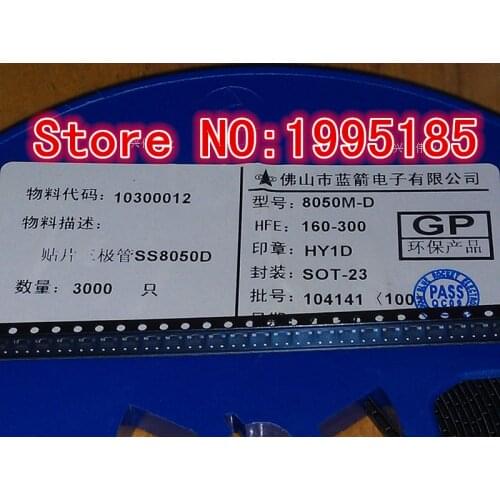 Store NO:1995185
物料代码: 10300012
物料描述:
贴片三极管SS8050D
数量: 3000 只
佛山市蓝箭电子有限公司
型号: 8050M-D
HFE: 160-300
印章: HY1D
封装: SOT-23
批号: 104141〈100
GP
环保产品
PASS